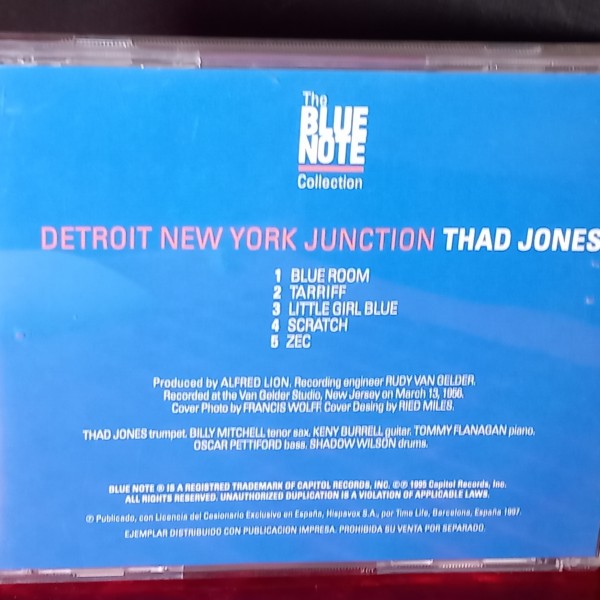 The
BLUE
NOTE
Collection
DETROIT NEW YORK JUNCTION THAD JONES
1 BLUE ROOM
2 TARRIFF
3 LITTLE GIRL BLUE
4 SCRATCH
5 ZEC
Produced by ALFRED LION. Recording engineer RUDY VAN GELDER.
Recorded at the Van Gelder Studio, New Jersey on March 13, 1956.
Cover Photo by FRANCIS WOLFF. Cover Desing by RIED MILES.
THAD JONES trumpet. BILLY MITCHELL tenor sax. KENY BURRELL guitar. TOMMY FLANAGAN piano.
OSCAR PETTIFORD bass. SHADOW WILSON drums.
BLUE NOTE ® IS A REGISTRED TRADEMARK OF CAPITOL RECORDS, INC. ©℗ 1995 Capitol Records, Inc.
ALL RIGHTS RESERVED. UNAUTHORIZED DUPLICATION IS A VIOLATION OF APPLICABLE LAWS.
℗ Publicado, con Licencia del Cesionario Exclusivo en España, Hispavox S.A., por Time Life, Barcelona, España 1997.
EJEMPLAR DISTRIBUIDO CON PUBLICACION IMPRESA. PROHIBIDA SU VENTA POR SEPARADO.